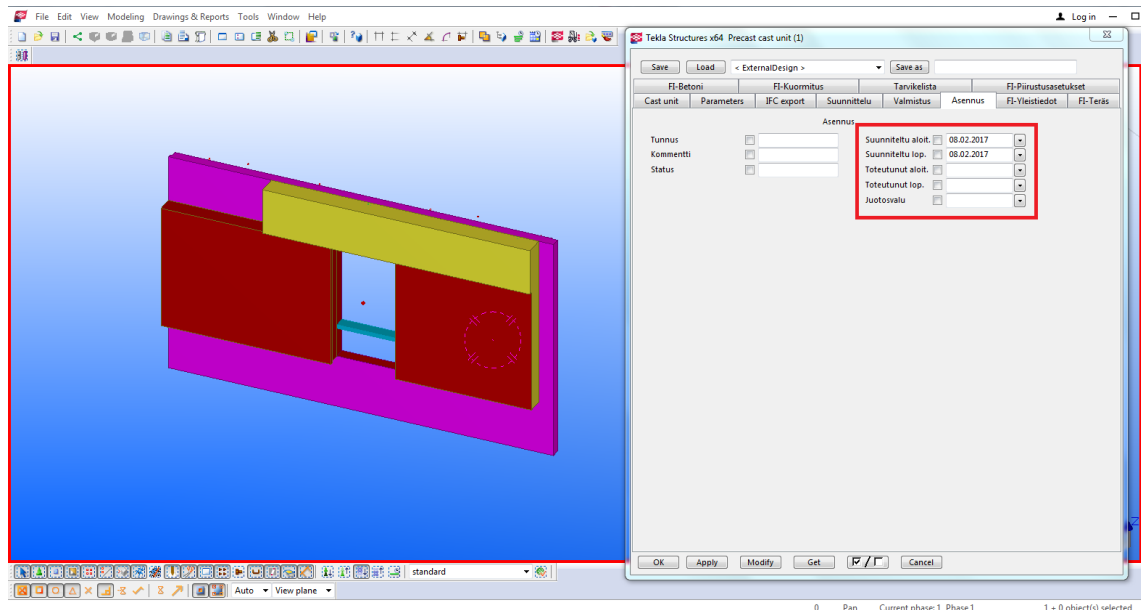 File Edit View Modeling Drawings & Reports Tools Window Help
Log in
Tekla Structures x64 Precast cast unit (1)
Save Load < ExternalDesign > Save as
FI-Betoni FI-Kuormitus Tarvikelista FI-Piirustusasetukset
Cast unit Parameters IFC export Suunnittelu Valmistus Asennus FI-Yleistiedot FI-Teräs
Asennus
Tunnus Suunniteltu aloit. 08.02.2017
Kommentti Suunniteltu lop. 08.02.2017
Status Toteutunut aloit.
Toteutunut lop.
Juotosvalu
Z
OK Apply Modify Get Cancel
standard
Auto View plane
0 Pan Current phase: 1, Phase 1 1 + 0 object(s) selected